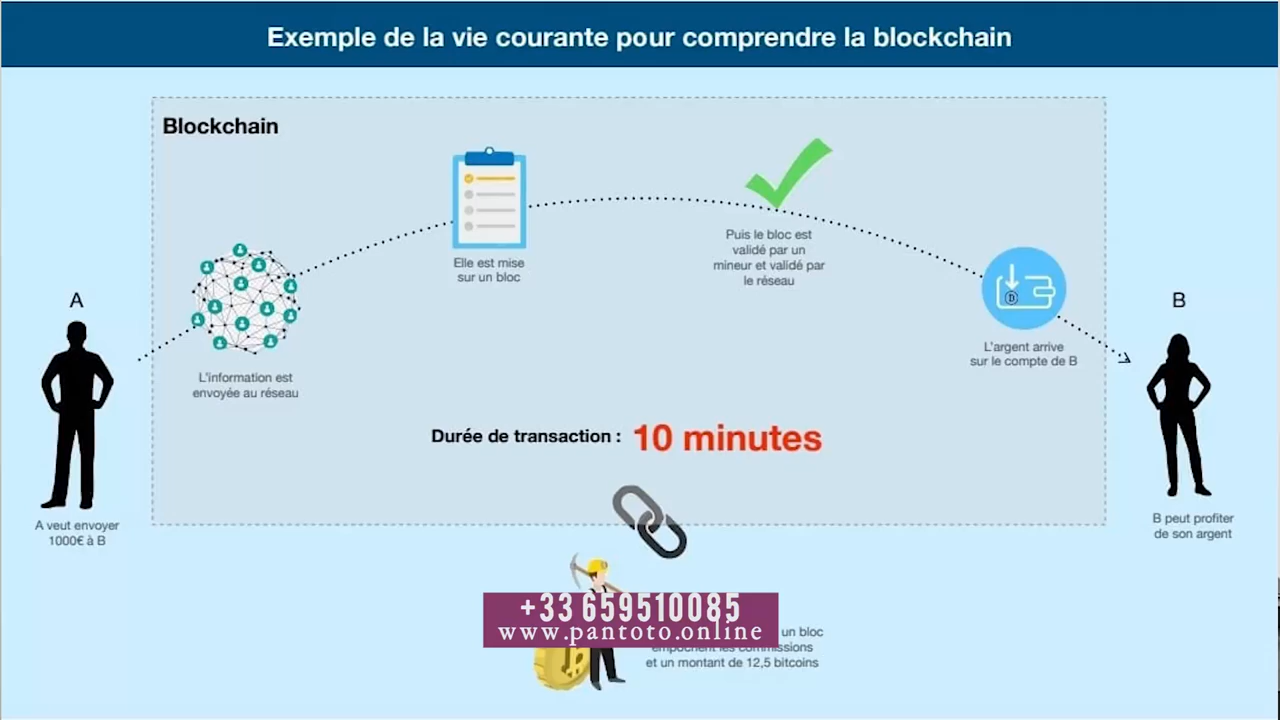 Exemple de la vie courante pour comprendre la blockchain
Blockchain
Elle est mise
sur un bloc
Puis le bloc est
validé par un
mineur et validé par
le réseau
A
L'information est
envoyée au réseau
L'argent arrive
sur le compte de B
B
Durée de transaction : 10 minutes
A veut envoyer
1000€ à B
B peut profiter
de son argent
+33 659510085
www.pantoto.online
un bloc
empochent les commissions
et un montant de 12,5 bitcoins